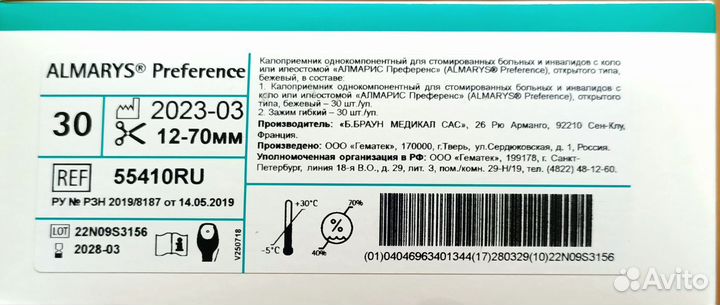 ALMARYS® Preference
30
2023-03
12-70мм
REF 55410RU
РУ № РЗН 2019/8187 от 14.05.2019
LOT 22N09S3156
2028-03
V250718
Калоприемник однокомпонентный для стомированных больных и инвалидов с коло
или илеостомой «АЛМАРИС Преференс» (ALMARYS® Preference), открытого типа,
бежевый, в составе:
1. Калоприемник однокомпонентный для стомированных больных и инвалидов с
коло или илеостомой «АЛМАРИС Преференс» (ALMARYS® Preference), открытого
типа, бежевый – 30 шт./уп.
2. Зажим гибкий – 30 шт./уп.
Производитель: «Б.БРАУН МЕДИКАЛ САС», 26 Рю Арманго, 92210 Сен-Клу,
Франция.
Изготовлено: ООО «Гематек», 170000, г.Тверь, ул.Сердюковская, д. 1, Россия.
Уполномоченная организация в РФ: ООО «Гематек», 199178, г. Санкт-
Петербург, линия 18-я В.О., д. 29, лит. 3, пом./комн. 29-Н/19, тел. (4822) 48-12-60.
+30°C
-5°C
70%
%
40%
(01)04046963401344(17)280329(10)22N09S3156
Avito